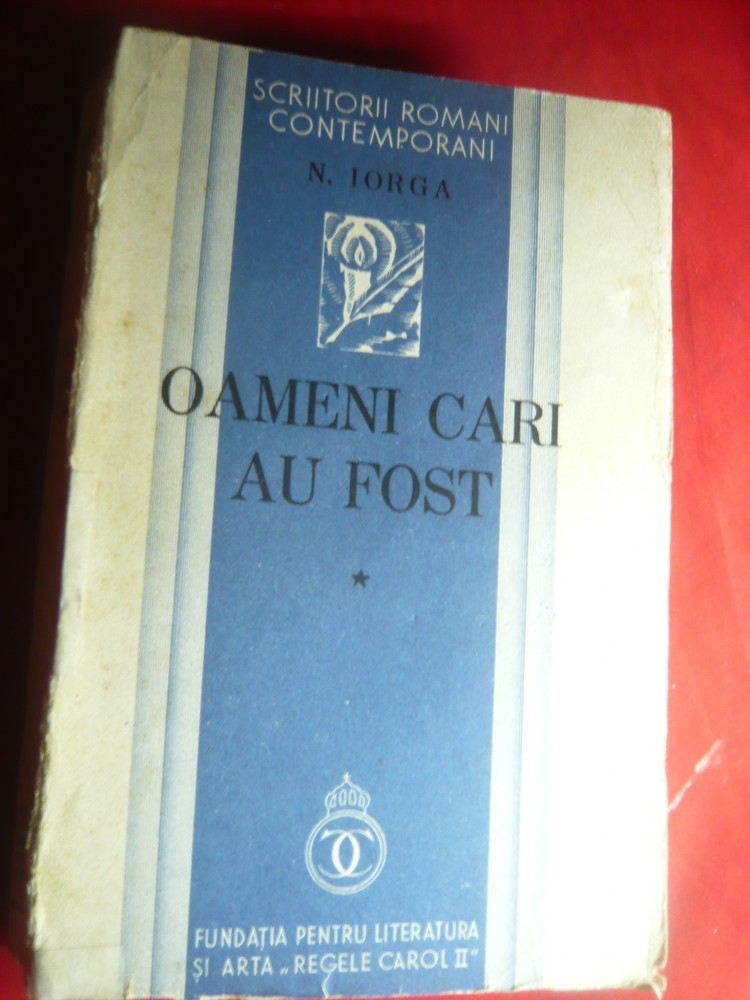 SCRIITORII ROMANI
CONTEMPORANI
N. IORGA
OAMENI CARI
AU FOST
★
FUNDAȚIA PENTRU LITERATURA
ȘI ARTA „REGELE CAROL II"